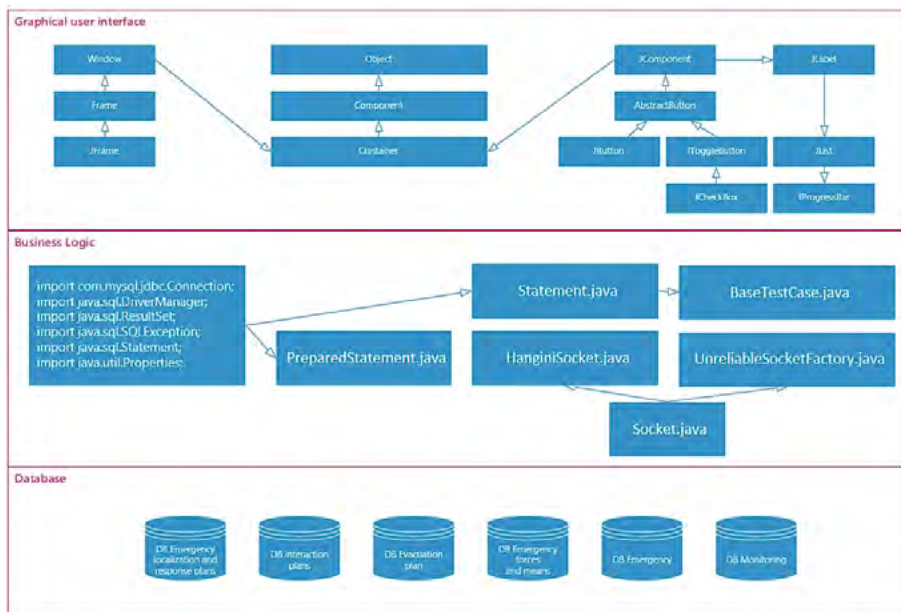 Graphical user interface
Window
Object
JComponent
JLabel
Frame
Component
AbstractButton
JFrame
Container
JButton
JToggleButton
JList
JCheckBox
JProgressBar
Business Logic
import com.mysql.jdbc.Connection;
import java.sql.DriverManager;
import java.sql.ResultSet;
import java.sql.SQLException;
import java.sql.Statement;
import java.util.Properties;
Statement.java
BaseTestCase.java
PreparedStatement.java
HanginiSocket.java
UnreliableSocketFactory.java
Socket.java
Database
DB Emergency
localization and
response plans
DB Interaction
plans
DB Evacuation
plan
DB Emergency
forces
and means
DB Emergency
DB Monitoring